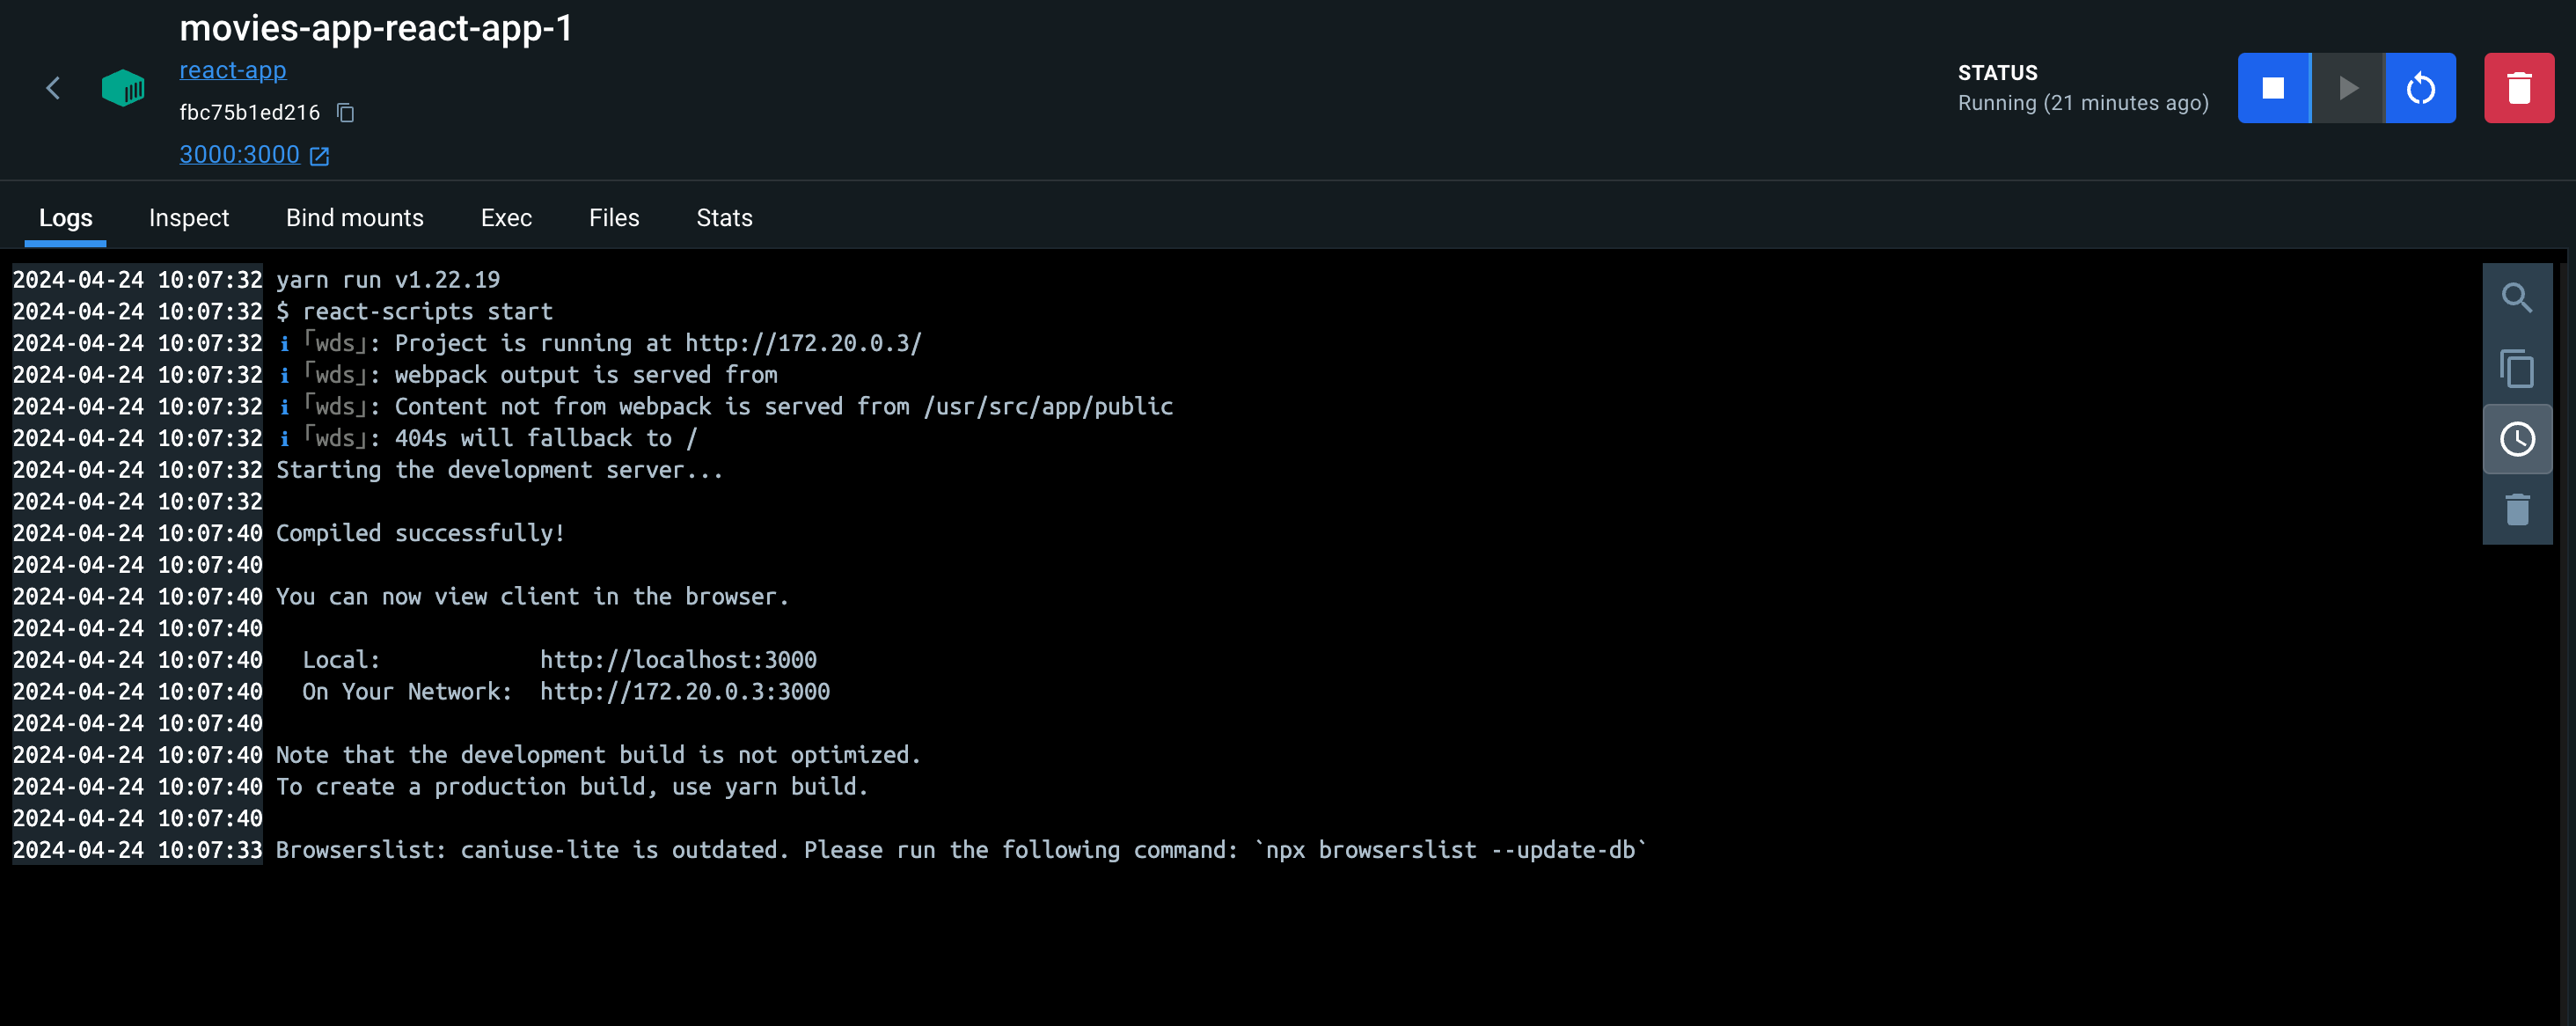 movies-app-react-app-1
react-app
fbc75b1ed216
3000:3000
STATUS
Running (21 minutes ago)
Logs Inspect Bind mounts Exec Files Stats
2024-04-24 10:07:32 yarn run v1.22.19
2024-04-24 10:07:32 $ react-scripts start
2024-04-24 10:07:32 ℹ ｢wds｣: Project is running at http://172.20.0.3/
2024-04-24 10:07:32 ℹ ｢wds｣: webpack output is served from
2024-04-24 10:07:32 ℹ ｢wds｣: Content not from webpack is served from /usr/src/app/public
2024-04-24 10:07:32 ℹ ｢wds｣: 404s will fallback to /
2024-04-24 10:07:32 Starting the development server...
2024-04-24 10:07:32
2024-04-24 10:07:40 Compiled successfully!
2024-04-24 10:07:40
2024-04-24 10:07:40 You can now view client in the browser.
2024-04-24 10:07:40
2024-04-24 10:07:40   Local:            http://localhost:3000
2024-04-24 10:07:40   On Your Network:  http://172.20.0.3:3000
2024-04-24 10:07:40
2024-04-24 10:07:40 Note that the development build is not optimized.
2024-04-24 10:07:40 To create a production build, use yarn build.
2024-04-24 10:07:40
2024-04-24 10:07:33 Browserslist: caniuse-lite is outdated. Please run the following command: `npx browserslist --update-db`